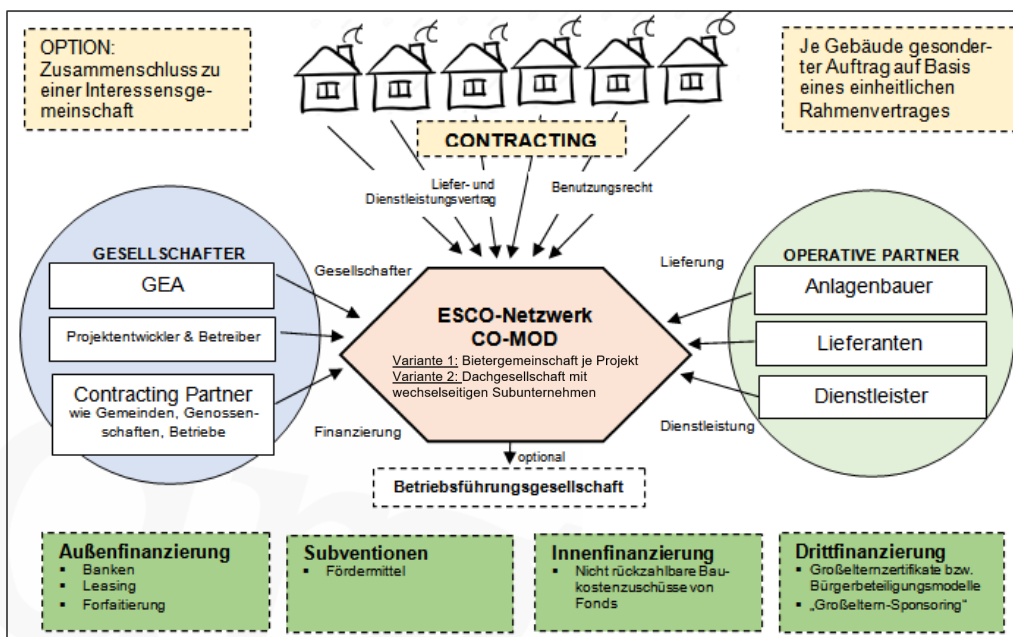 OPTION:
Zusammenschluss zu
einer Interessensge-
meinschaft
Je Gebäude gesonder-
ter Auftrag auf Basis
eines einheitlichen
Rahmenvertrages
CONTRACTING
Liefer- und
Dienstleistungsvertrag
Benutzungsrecht
GESELLSCHAFTER
GEA
Projektentwickler & Betreiber
Contracting Partner
wie Gemeinden, Genossen-
schaften, Betriebe
Gesellschafter
Finanzierung
ESCO-Netzwerk
CO-MOD
Variante 1: Bietergemeinschaft je Projekt
Variante 2: Dachgesellschaft mit
wechselseitigen Subunternehmen
Lieferung
Dienstleistung
OPERATIVE PARTNER
Anlagenbauer
Lieferanten
Dienstleister
optional
Betriebsführungsgesellschaft
Außenfinanzierung
▪ Banken
▪ Leasing
▪ Forfaitierung
Subventionen
▪ Fördermittel
Innenfinanzierung
▪ Nicht rückzahlbare Bau-
kostenzuschüsse von
Fonds
Drittfinanzierung
▪ Großelternzertifikate bzw.
Bürgerbeteiligungsmodelle
▪ „Großeltern-Sponsoring“